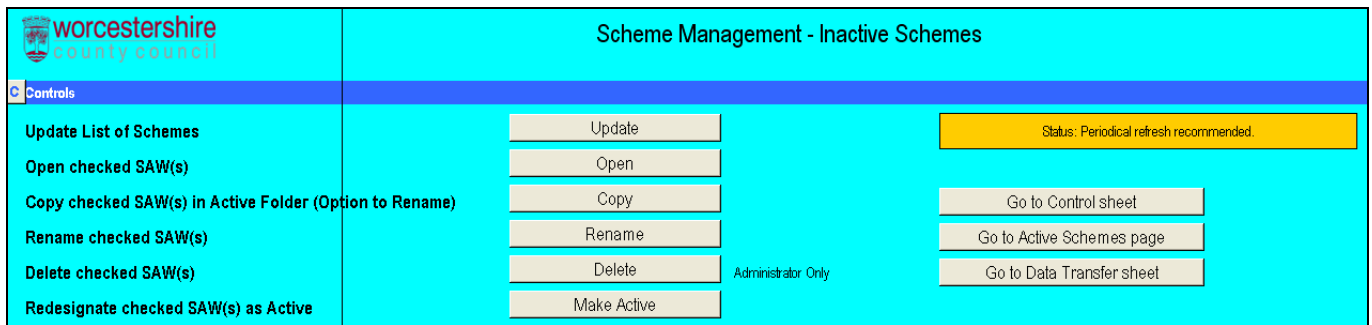 worcestershire
county council
Scheme Management - Inactive Schemes
C Controls
Update List of Schemes
Update
Status: Periodical refresh recommended.
Open checked SAW(s)
Open
Copy checked SAW(s) in Active Folder (Option to Rename)
Copy
Go to Control sheet
Rename checked SAW(s)
Rename
Go to Active Schemes page
Delete checked SAW(s)
Delete
Administrator Only
Go to Data Transfer sheet
Redesignate checked SAW(s) as Active
Make Active